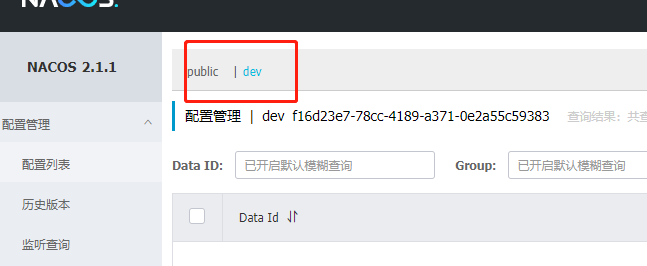 NACOS.
NACOS 2.1.1
public | dev
配置管理
配置管理 | dev f16d23e7-78cc-4189-a371-0e2a55c59383 查询结果：共查
配置列表
Data ID: 已开启默认模糊查询 Group: 已开启默认模糊
历史版本
Data Id
监听查询